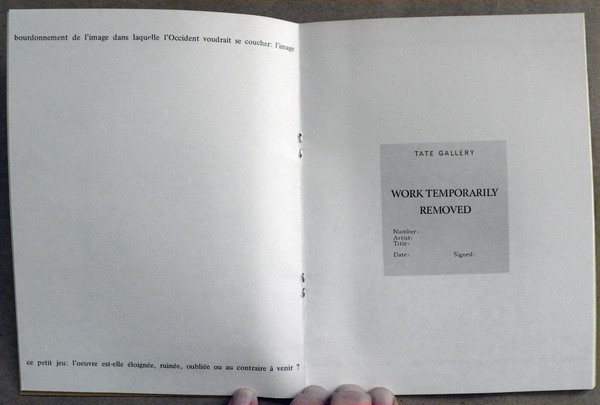 bourdonnement de l'image dans laquelle l'Occident voudrait se coucher: l'image
ce petit jeu: l'oeuvre est-elle éloignée, ruinée, oubliée ou au contraire à venir ?
TATE GALLERY
WORK TEMPORARILY
REMOVED
Number:
Artist:
Title:
Date: Signed: